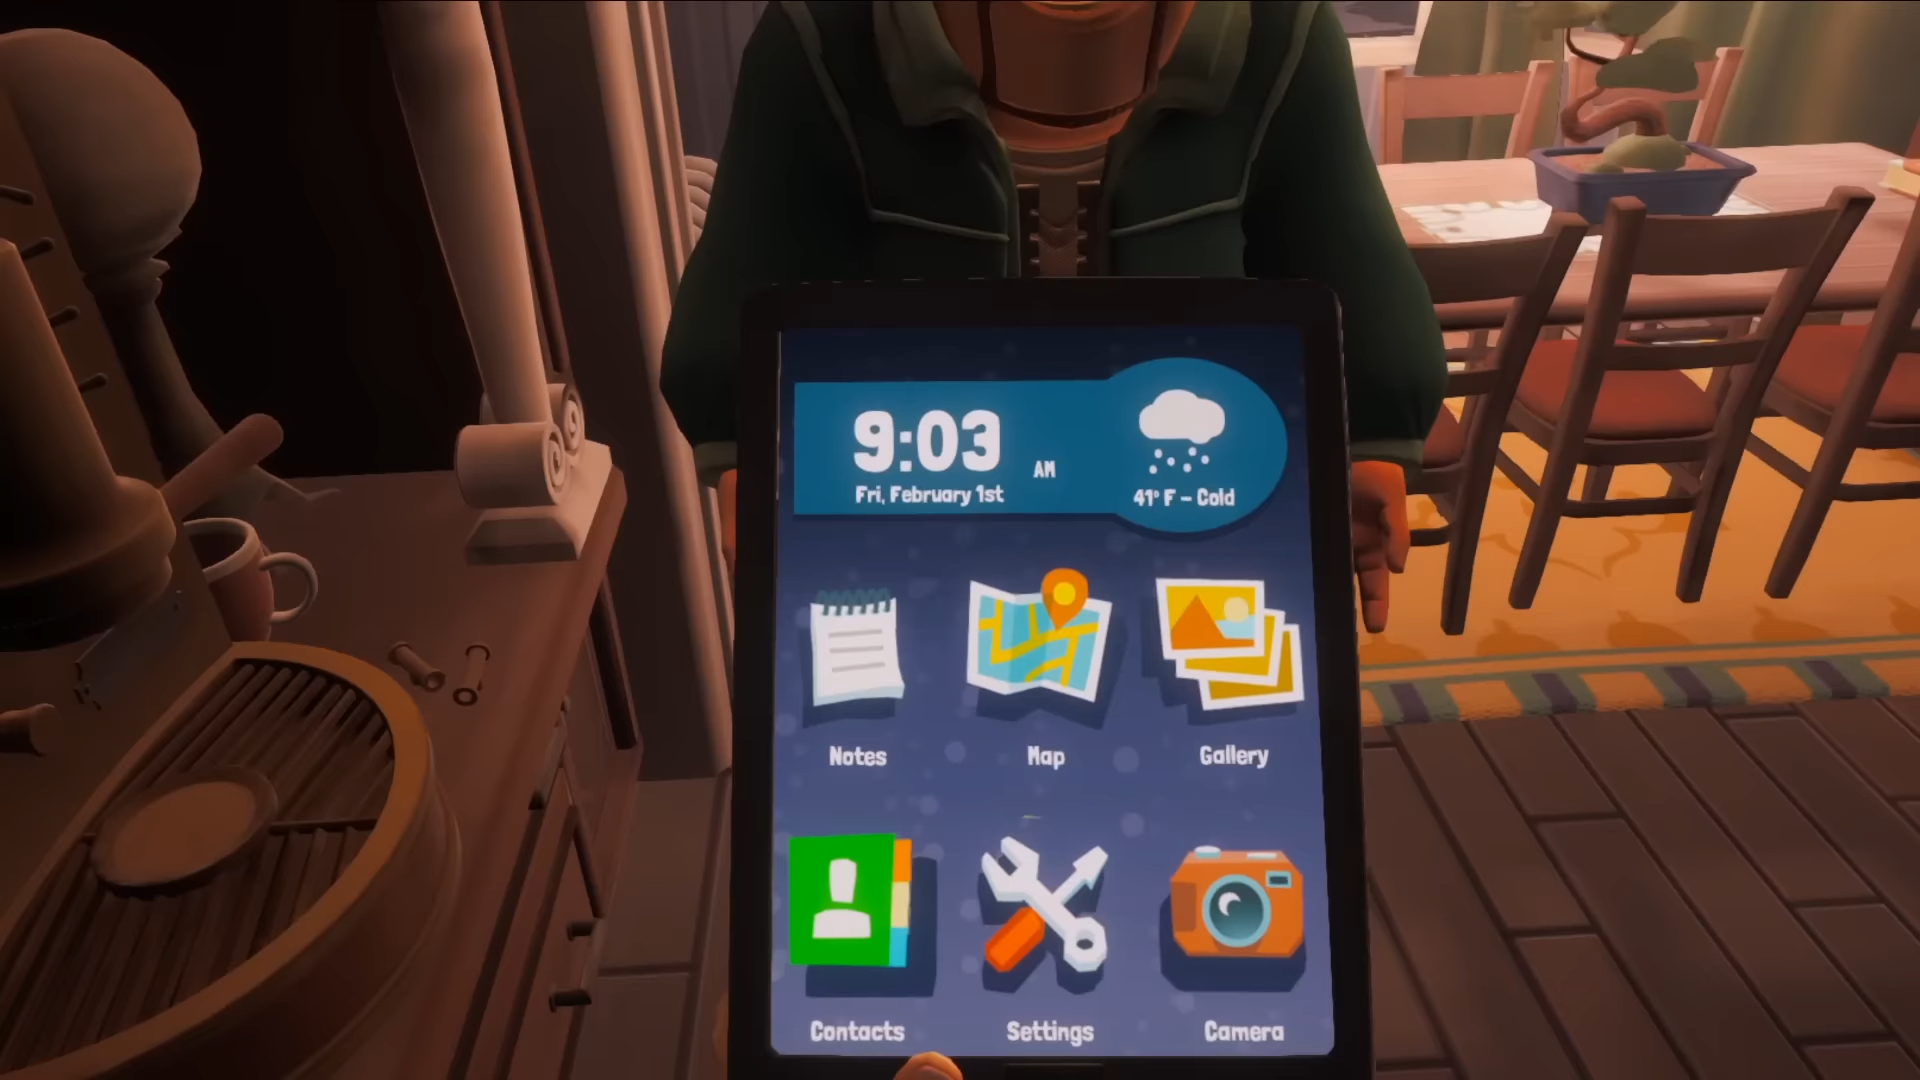 9:03 AM
Fri, February 1st
41° F - Cold
Notes
Map
Gallery
Contacts
Settings
Camera